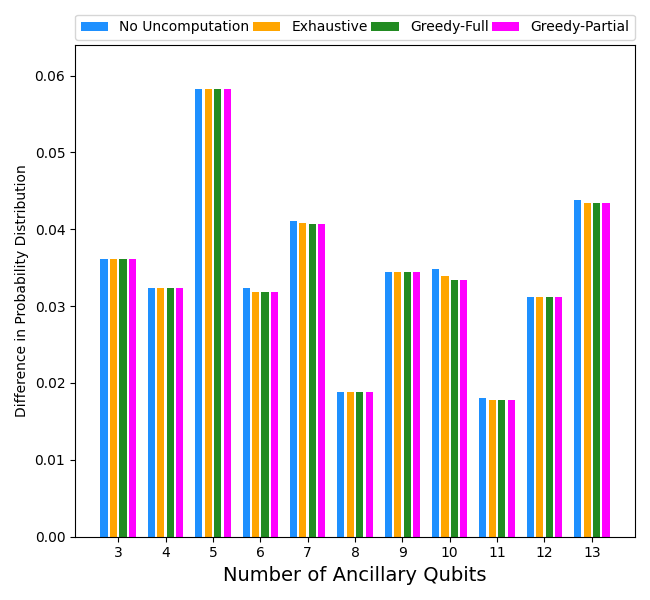 No Uncomputation Exhaustive Greedy-Full Greedy-Partial
0.06
0.05
0.04
0.03
0.02
0.01
0.00
Difference in Probability Distribution
3 4 5 6 7 8 9 10 11 12 13
Number of Ancillary Qubits